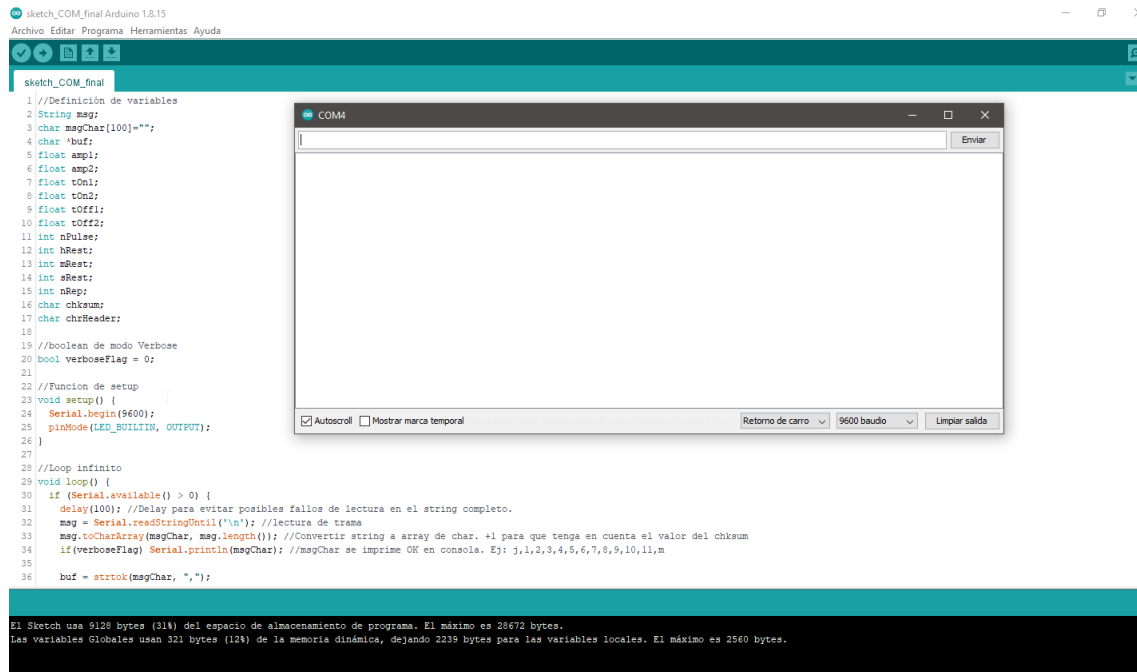 sketch_COM_final Arduino 1.8.15
Archivo Editar Programa Herramientas Ayuda
sketch_COM_final
1 //Definición de variables
2 String msg;
3 char msgChar[100]="";
4 char *buf;
5 float amp1;
6 float amp2;
7 float tOn1;
8 float tOn2;
9 float tOff1;
10 float tOff2;
11 int nPulse;
12 int hRest;
13 int mRest;
14 int sRest;
15 int nRep;
16 char chksum;
17 char chrHeader;
18
19 //boolean de modo Verbose
20 bool verboseFlag = 0;
21
22 //Funcion de setup
23 void setup() {
24   Serial.begin(9600);
25   pinMode(LED_BUILTIN, OUTPUT);
26 }
27
28 //Loop infinito
29 void loop() {
30   if (Serial.available() > 0) {
31     delay(100); //Delay para evitar posibles fallos de lectura en el string completo.
32     msg = Serial.readStringUntil('\n'); //lectura de trama
33     msg.toCharArray(msgChar, msg.length()); //Convertir string a array de char. +1 para que tenga en cuenta el valor del chksum
34     if(verboseFlag) Serial.println(msgChar); //msgChar se imprime OK en consola. Ej: j,1,2,3,4,5,6,7,8,9,10,11,m
35
36     buf = strtok(msgChar, ",");
COM4
Enviar
Autoscroll Mostrar marca temporal Retorno de carro 9600 baudio Limpiar salida
El Sketch usa 9128 bytes (31%) del espacio de almacenamiento de programa. El máximo es 28672 bytes.
Las variables Globales usan 321 bytes (12%) de la memoria dinámica, dejando 2239 bytes para las variables locales. El máximo es 2560 bytes.